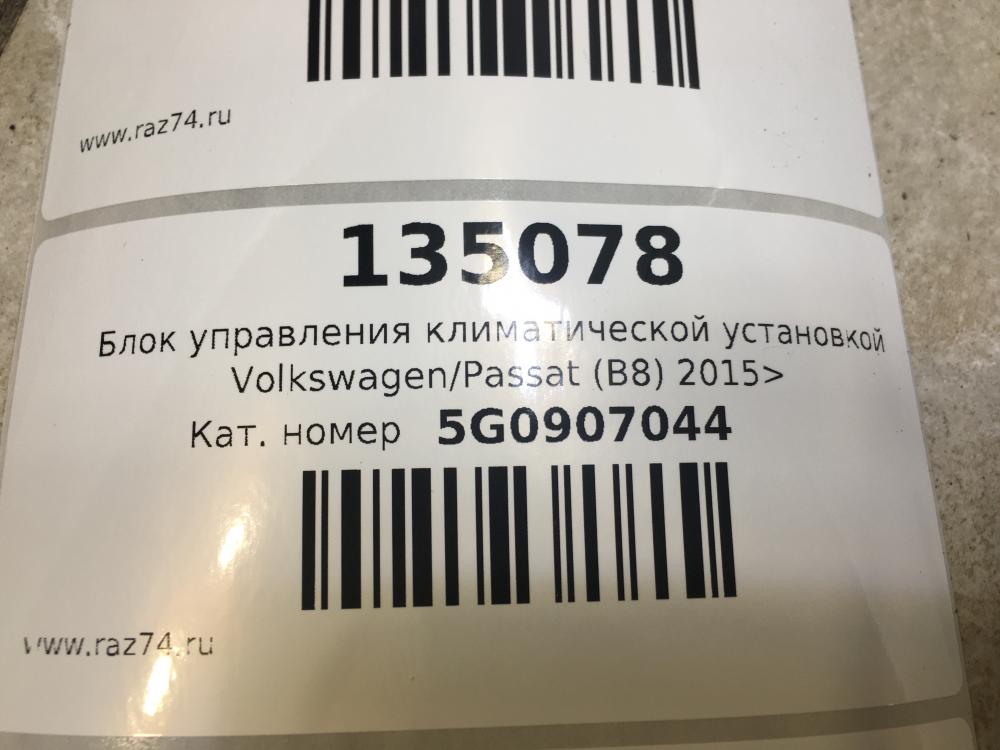 www.raz74.ru
135078
Блок управления климатической установкой
Volkswagen/Passat (B8) 2015>
Кат. номер 5G0907044
www.raz74.ru